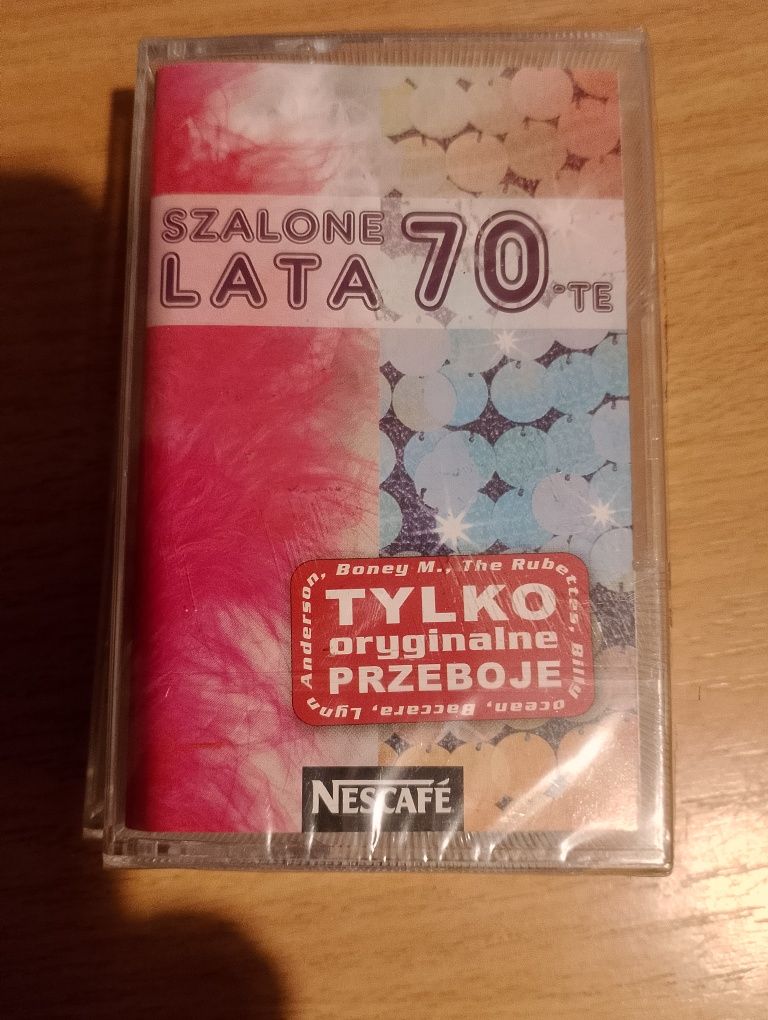 SZALONE
LATA 70-TE
Lynn Anderson, Boney M., The Rubettes, Billy ocean, Baccara,
TYLKO
oryginalne
PRZEBOJE
NESCAFÉ